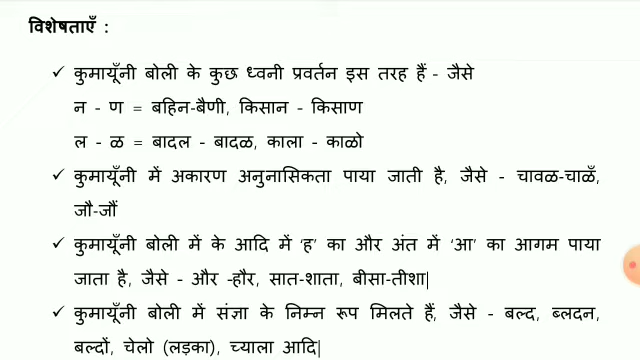 विशेषताएँ :
✓ कुमायूँनी बोली के कुछ ध्वनी प्रवर्तन इस तरह हैं - जैसे
न - ण = बहिन-बैणी, किसान - किसाण
ल - ळ = बादल - बादळ, काला - काळो
✓ कुमायूँनी में अकारण अनुनासिकता पाया जाती है, जैसे - चावळ-चाळँ,
जौ-जौं
✓ कुमायूँनी बोली में के आदि में 'ह' का और अंत में 'आ' का आगम पाया
जाता है, जैसे - और -हौर, सात-शाता, बीसा-तीशा|
✓ कुमायूँनी बोली में संज्ञा के निम्न रूप मिलते हैं, जैसे - बल्द, ब्लदन,
बल्दों, चेलो (लड़का), च्याला आदि|